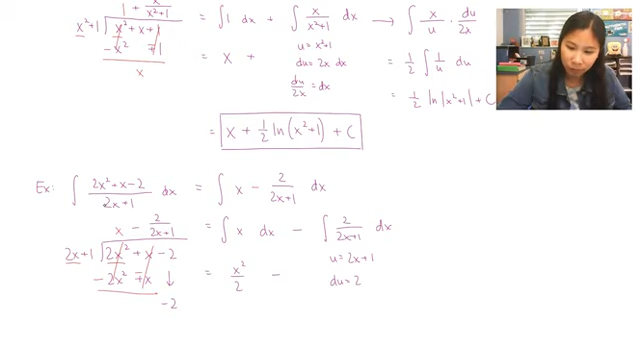 1 + x/(x²+1)
x²+1 ) x² + x + 1
− x² ∓1
x
= ∫1 dx + ∫ x/(x²+1) dx → ∫ x/u · du/2x
u = x²+1
= x +
du = 2x dx
du/2x = dx
= 1/2 ∫ 1/u du
= 1/2 ln|x²+1| + C
= x + 1/2 ln(x²+1) + C
Ex: ∫ (2x²+x−2)/(2x+1) dx = ∫ x − 2/(2x+1) dx
x − 2/(2x+1)
2x+1 ) 2x² + x − 2
− 2x² ∓x ↓
−2
= ∫ x dx − ∫ 2/(2x+1) dx
u = 2x+1
= x²/2 −
du = 2